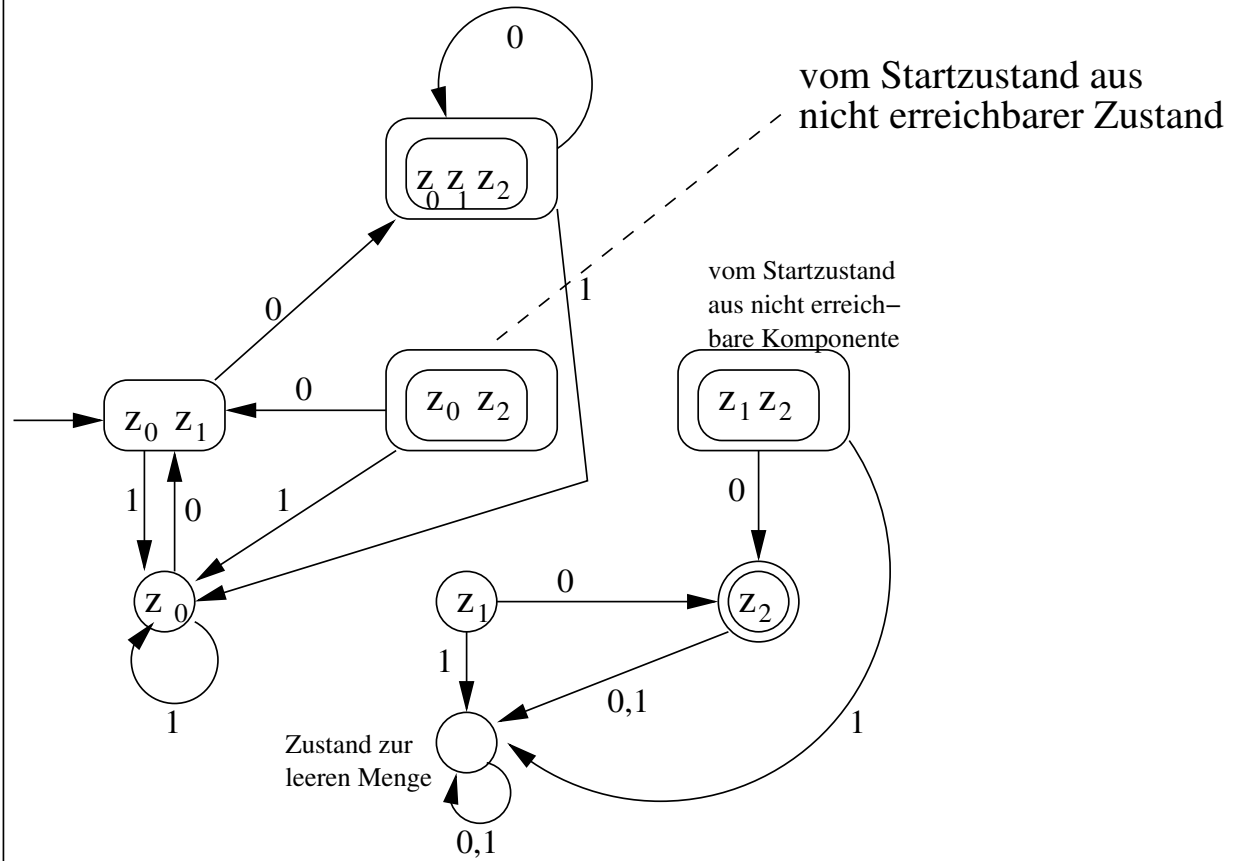 0
vom Startzustand aus
nicht erreichbarer Zustand
z0 z1 z2
vom Startzustand
aus nicht erreich–
bare Komponente
1
0
0
z0 z2
z1 z2
z0 z1
1
0
1
0
0
z0
z1
z2
1
0,1
1
1
Zustand zur
leeren Menge
0,1